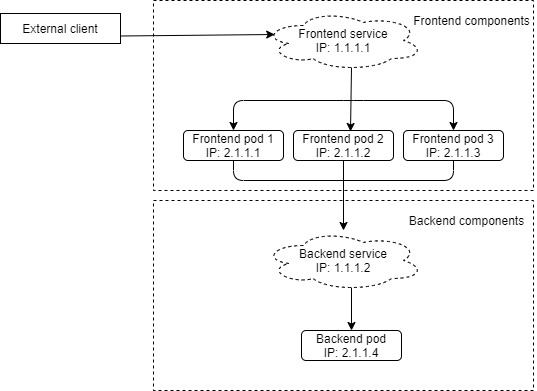 External client
Frontend components
Frontend service
IP: 1.1.1.1
Frontend pod 1
IP: 2.1.1.1
Frontend pod 2
IP: 2.1.1.2
Frontend pod 3
IP: 2.1.1.3
Backend components
Backend service
IP: 1.1.1.2
Backend pod
IP: 2.1.1.4